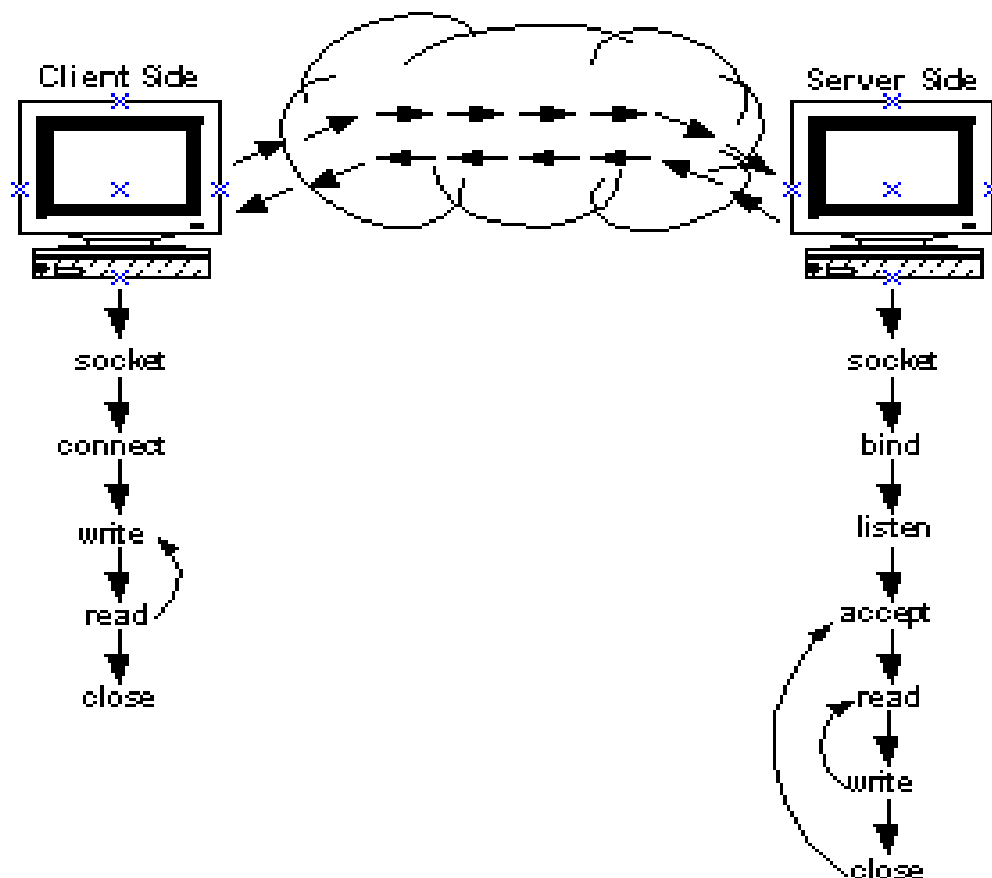 Client Side
Server Side
socket
connect
write
read
close
socket
bind
listen
accept
read
write
close